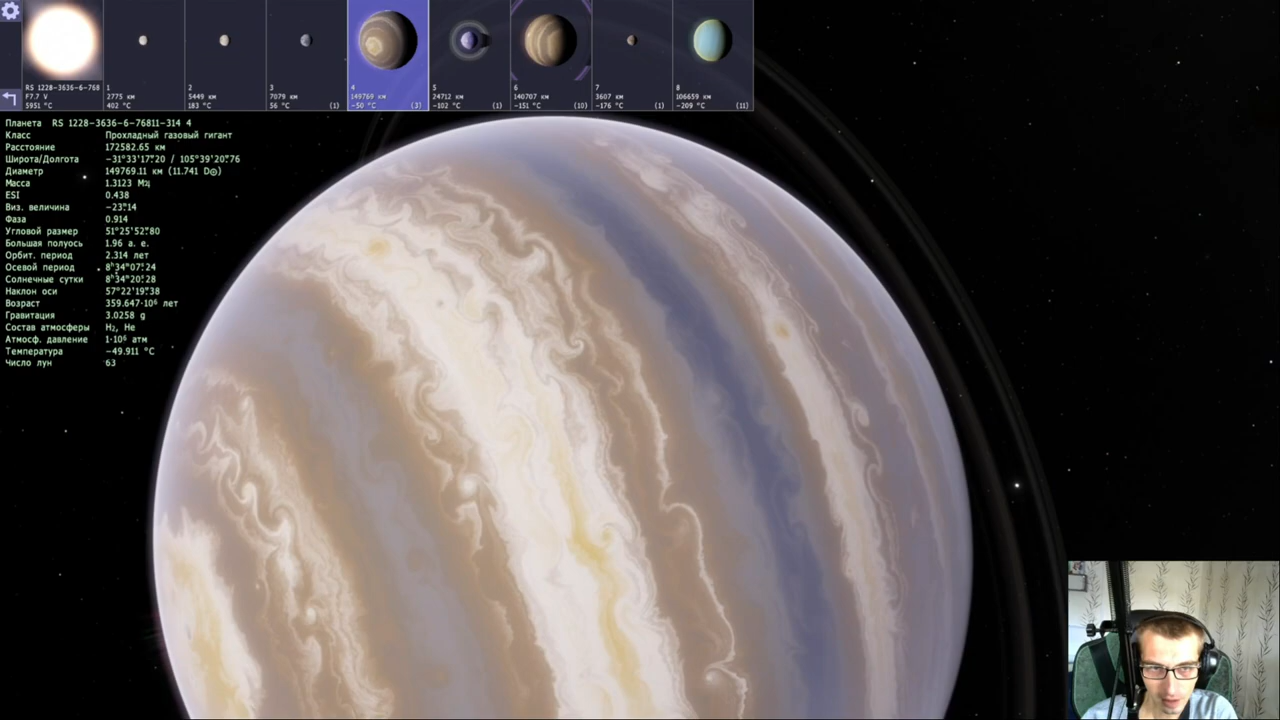 RS 1228-3636-6-768
F7.7 V
5951 °C
1
2775 км
402 °C
2
5449 км
183 °C
3
7079 км
56 °C (1)
4
149769 км
-50 °C (3)
5
24712 км
-102 °C (1)
6
140707 км
-151 °C (10)
7
3607 км
-176 °C (1)
8
106659 км
-209 °C (11)
Планета RS 1228-3636-6-76811-314 4
Класс Прохладный газовый гигант
Расстояние 172582.65 км
Широта/Долгота -31°33'17."20 / 105°39'20."76
Диаметр 149769.11 км (11.741 D⊕)
Масса 1.3123 M♃
ESI 0.438
Виз. величина -23.ᵐ14
Фаза 0.914
Угловой размер 51°25'52."80
Большая полуось 1.96 а. е.
Орбит. период 2.314 лет
Осевой период 8ʰ34ᵐ07.ˢ24
Солнечные сутки 8ʰ34ᵐ20.ˢ28
Наклон оси 57°22'19."38
Возраст 359.647·10⁶ лет
Гравитация 3.0258 g
Состав атмосферы H₂, He
Атмосф. давление 1·10⁶ атм
Температура -49.911 °C
Число лун 63